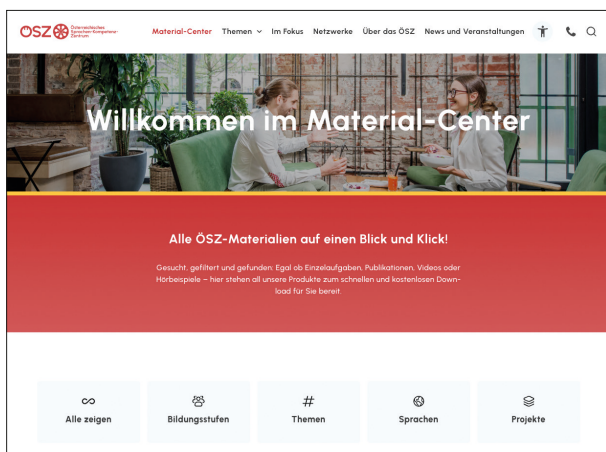 ÖSZ Österreichisches
Sprachen-Kompetenz-
Zentrum
Material-Center Themen Im Fokus Netzwerke Über das ÖSZ News und Veranstaltungen
Willkommen im Material-Center
Alle ÖSZ-Materialien auf einen Blick und Klick!
Gesucht, gefiltert und gefunden: Egal ob Einzelaufgaben, Publikationen, Videos oder
Hörbeispiele – hier stehen all unsere Produkte zum schnellen und kostenlosen Down-
load für Sie bereit.
Alle zeigen Bildungsstufen Themen Sprachen Projekte